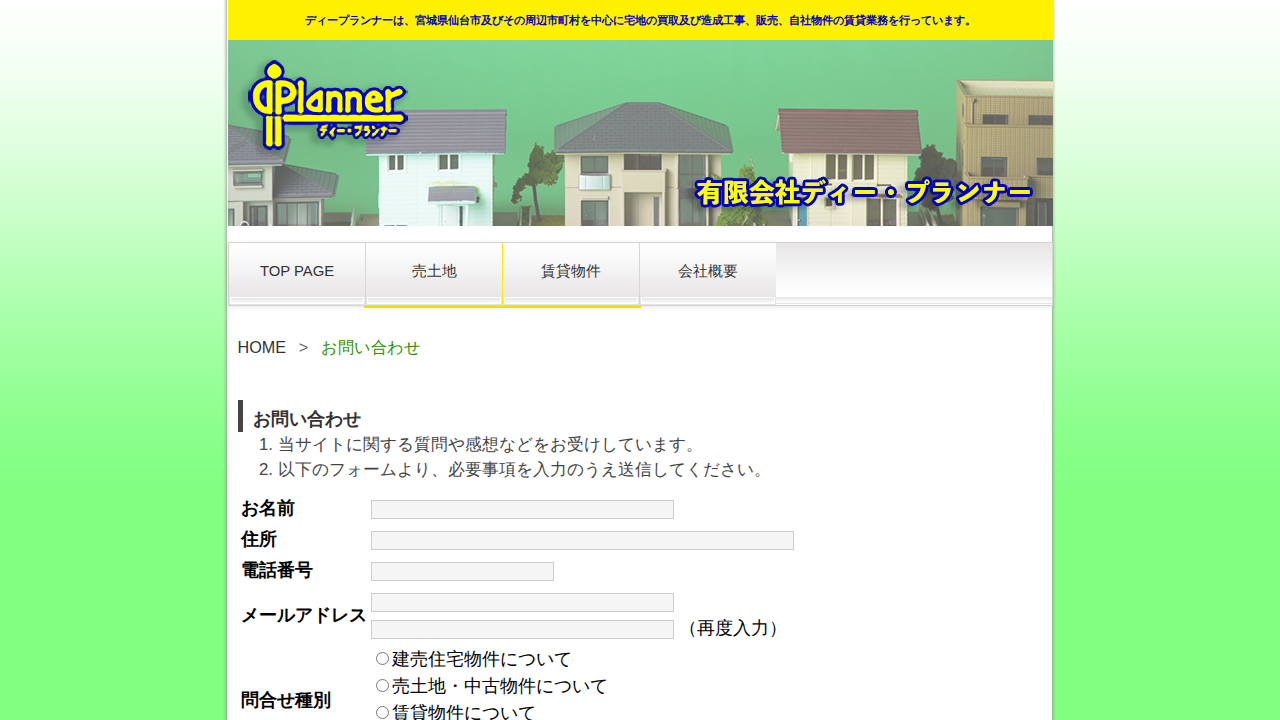 ディープランナーは、宮城県仙台市及びその周辺市町村を中心に宅地の買取及び造成工事、販売、自社物件の賃貸業務を行っています。
Planner
ディー・プランナー
有限会社ディー・プランナー
TOP PAGE 売土地 賃貸物件 会社概要
HOME > お問い合わせ
お問い合わせ
1. 当サイトに関する質問や感想などをお受けしています。
2. 以下のフォームより、必要事項を入力のうえ送信してください。
お名前
住所
電話番号
メールアドレス
（再度入力）
建売住宅物件について
売土地・中古物件について
問合せ種別
賃貸物件について